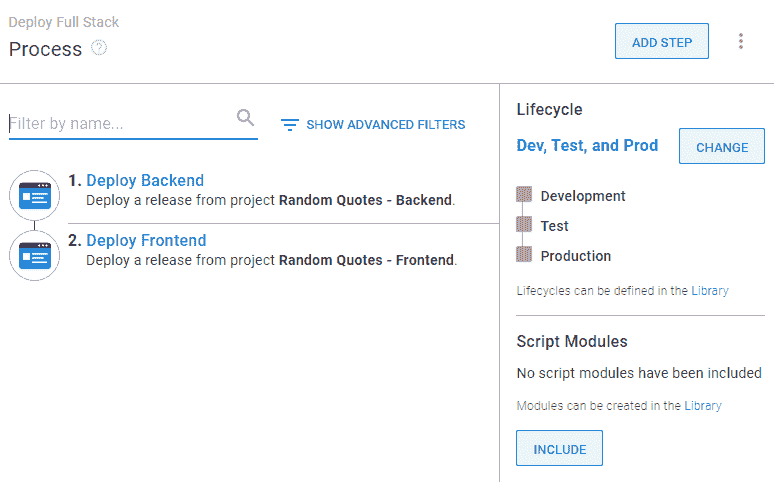 Deploy Full Stack
Process ?
ADD STEP
Filter by name...
SHOW ADVANCED FILTERS
1. Deploy Backend
Deploy a release from project Random Quotes - Backend.
2. Deploy Frontend
Deploy a release from project Random Quotes - Frontend.
Lifecycle
Dev, Test, and Prod
CHANGE
Development
Test
Production
Lifecycles can be defined in the Library
Script Modules
No script modules have been included
Modules can be created in the Library
INCLUDE